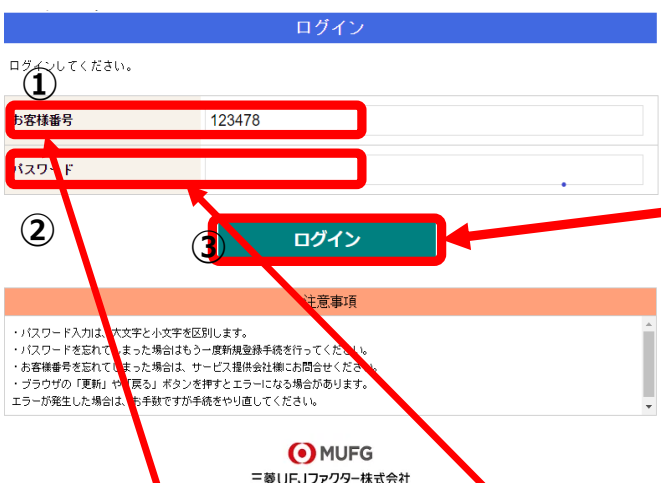 ログイン
ログインしてください。
①
お客様番号 123478
パスワード
②
③ ログイン
注意事項
・パスワード入力は、大文字と小文字を区別します。
・パスワードを忘れてしまった場合はもう一度新規登録手続を行ってください。
・お客様番号を忘れてしまった場合は、サービス提供会社様にお問合せください。
・ブラウザの「更新」や「戻る」ボタンを押すとエラーになる場合があります。
エラーが発生した場合は、お手数ですが手続をやり直してください。
MUFG
三菱UFJファクター株式会社